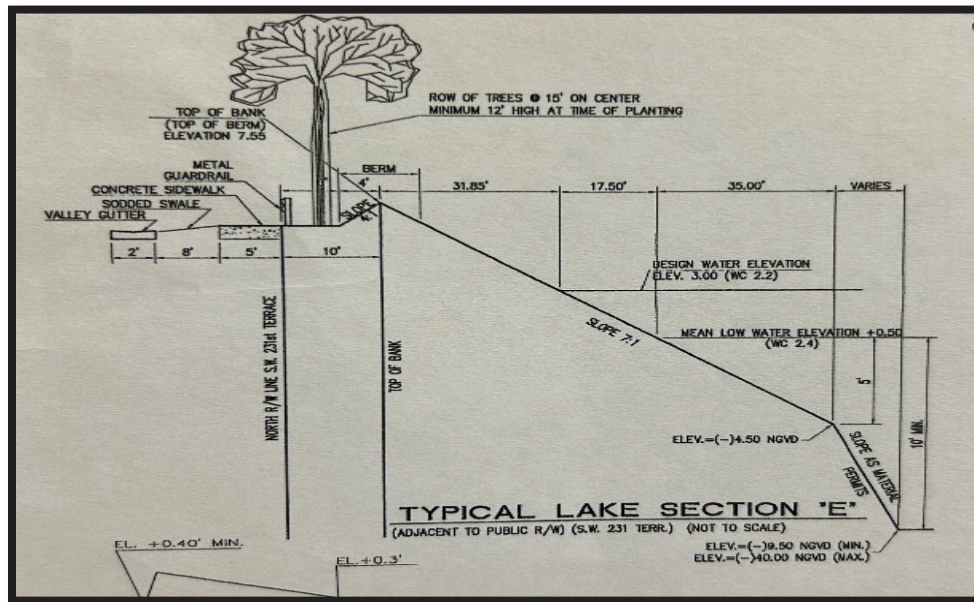 ROW OF TREES @ 15' ON CENTER
MINIMUM 12' HIGH AT TIME OF PLANTING
TOP OF BANK
(TOP OF BERM)
ELEVATION 7.55
METAL
GUARDRAIL
CONCRETE SIDEWALK
SODDED SWALE
VALLEY GUTTER
BERM
4'
31.85'
17.50'
35.00'
VARIES
SLOPE
4:1
2'
8'
5'
10'
DESIGN WATER ELEVATION
ELEV. 3.00 (WC 2.2)
SLOPE 7:1
MEAN LOW WATER ELEVATION +0.50
(WC 2.4)
NORTH R/W LINE S.W. 231st TERRACE
TOP OF BANK
5'
10' MIN.
ELEV.=(-)4.50 NGVD
SLOPE AS MATERIAL
PERMITS
TYPICAL LAKE SECTION "E"
(ADJACENT TO PUBLIC R/W) (S.W. 231 TERR.) (NOT TO SCALE)
ELEV.=(-)9.50 NGVD (MIN.)
ELEV.=(-)40.00 NGVD (MAX.)
EL. +0.40' MIN.
EL.+0.3'